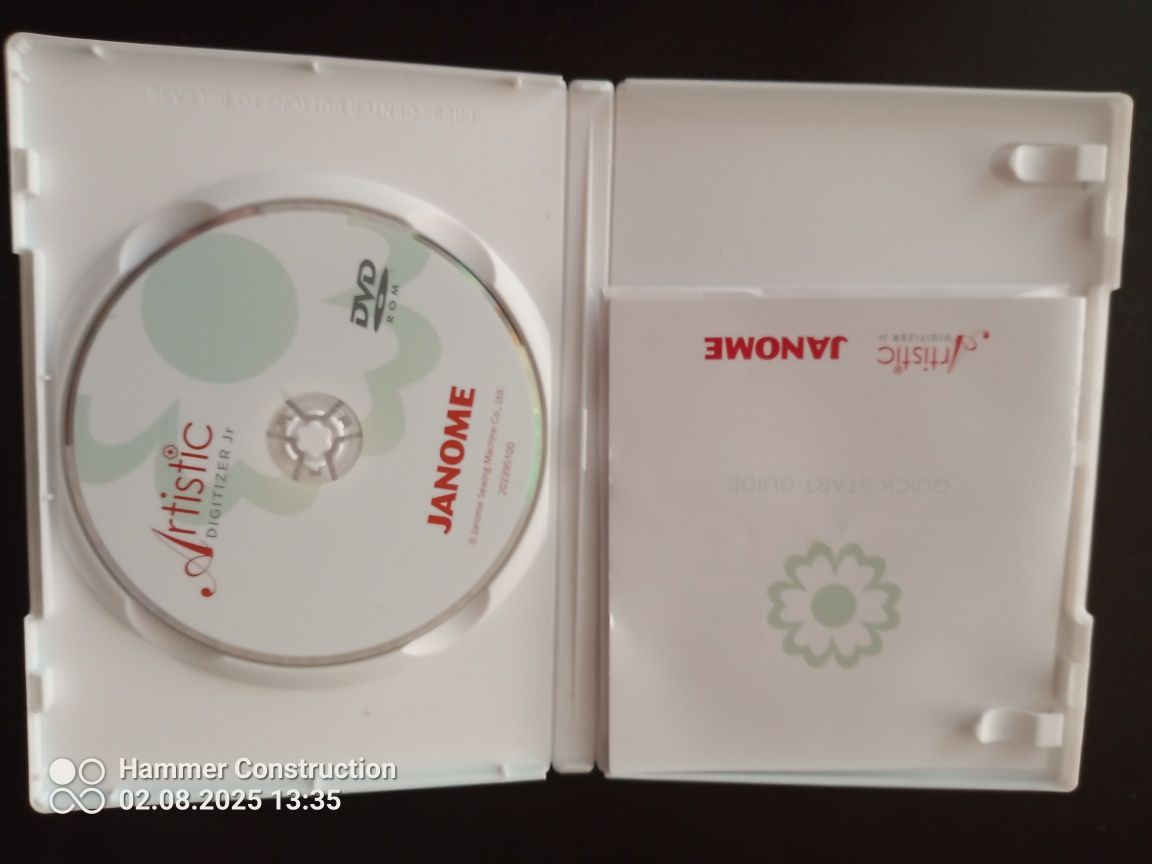 PRESS CENTER BUTTONS TO RELEASE
Artistic
DIGITIZER Jr
DVD
ROM
JANOME
© Janome Sewing Machine Co., Ltd.
202395100
Artistic
DIGITIZER Jr
JANOME
QUICK START GUIDE
Hammer Construction
02.08.2025 13:35